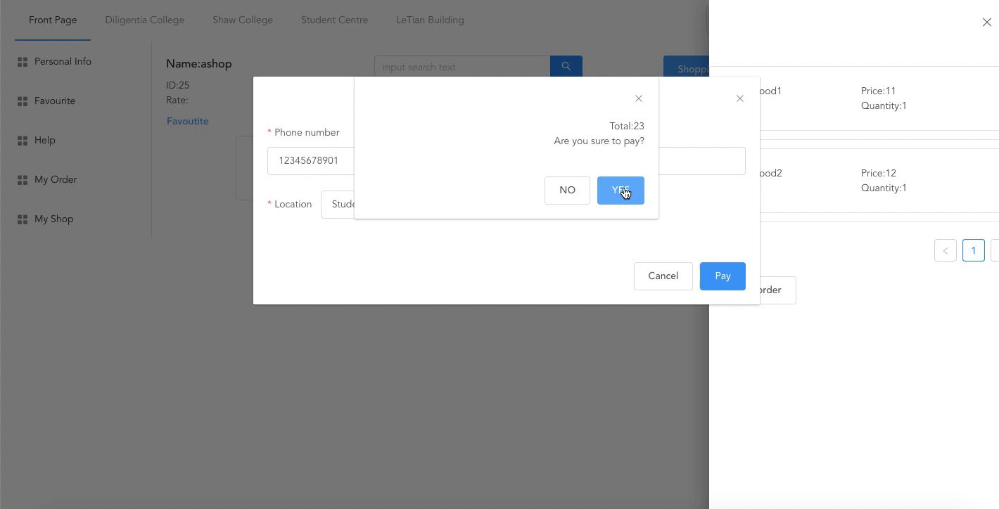 Front Page
Diligentia College
Shaw College
Student Centre
LeTian Building
Personal Info
Favourite
Help
My Order
My Shop
Name:ashop
ID:25
Rate:
Favoutite
input search text
Shoppi
* Phone number
12345678901
* Location
Stude
Total:23
Are you sure to pay?
NO
YES
Cancel
Pay
ood1
Price:11
Quantity:1
ood2
Price:12
Quantity:1
1
order